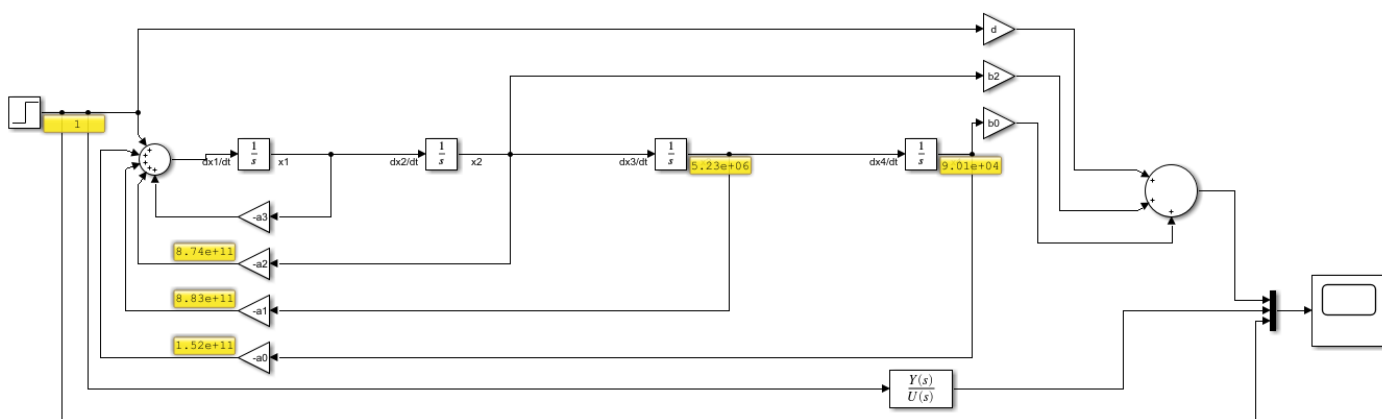 d
b2
b0
1
dx1/dt
1
s
x1
dx2/dt
1
s
x2
dx3/dt
1
s
5.23e+06
dx4/dt
1
s
9.01e+04
+
+
+
+
+
+
+
+
-a3
8.74e+11
-a2
8.83e+11
-a1
1.52e+11
-a0
Y(s)
U(s)